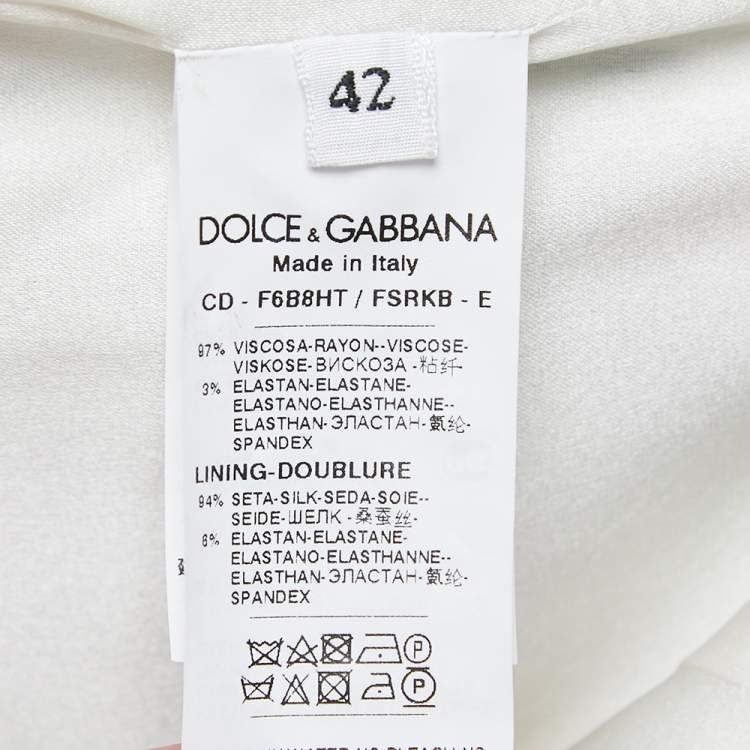 42
DOLCE & GABBANA
Made in Italy
CD - F6B8HT / FSRKB - E
97% VISCOSA-RAYON--VISCOSE-
VISKOSE-ВИСКОЗА -粘纤-
3% ELASTAN-ELASTANE-
ELASTANO-ELASTHANNE--
ELASTHAN-ЭЛАСТАН-氨纶-
SPANDEX
LINING-DOUBLURE
94% SETA-SILK-SEDA-SOIE--
SEIDE-ШЕЛК -桑蚕丝-
6% ELASTAN-ELASTANE-
ELASTANO-ELASTHANNE--
ELASTHAN-ЭЛАСТАН-氨纶-
SPANDEX
P
P